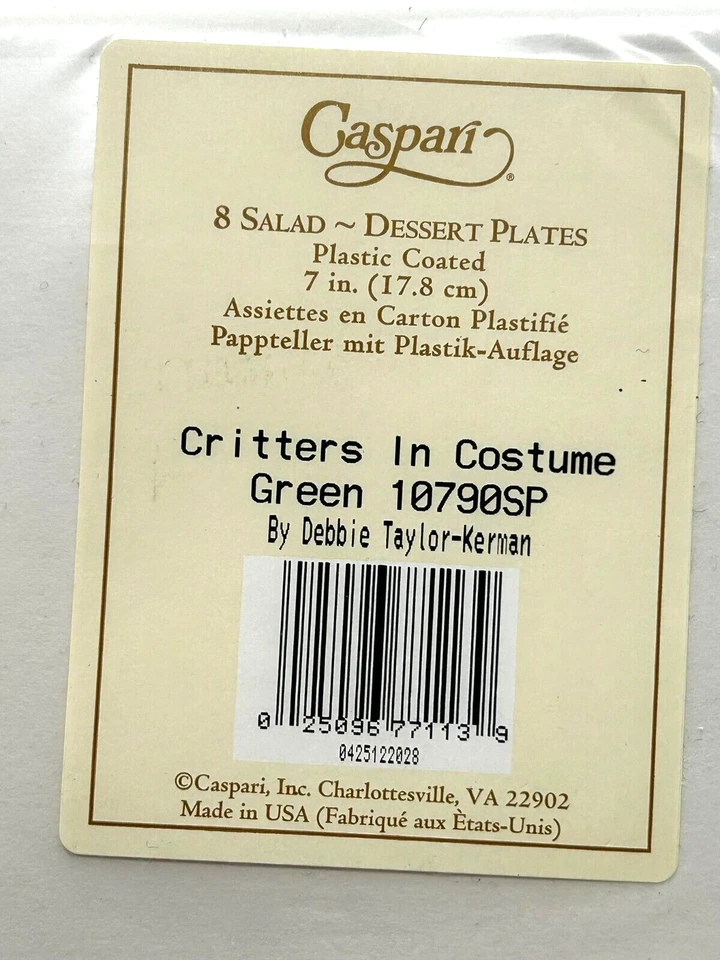 Caspari®
8 SALAD ~ DESSERT PLATES
Plastic Coated
7 in. (17.8 cm)
Assiettes en Carton Plastifié
Pappteller mit Plastik-Auflage
Critters In Costume
Green 10790SP
By Debbie Taylor-Kerman
0 25096 77113 9
0425122028
©Caspari, Inc. Charlottesville, VA 22902
Made in USA (Fabriqué aux Ètats-Unis)